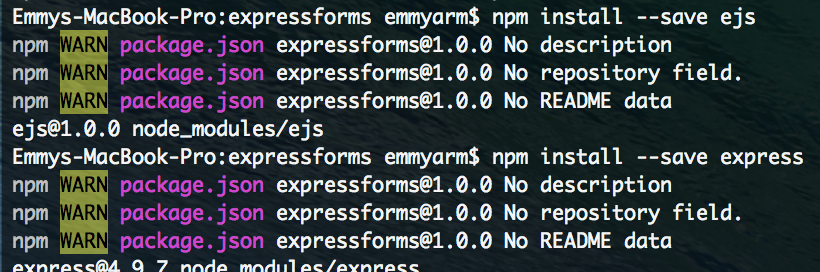 Emmys-MacBook-Pro:expressforms emmyarm$ npm install --save ejs
npm WARN package.json expressforms@1.0.0 No description
npm WARN package.json expressforms@1.0.0 No repository field.
npm WARN package.json expressforms@1.0.0 No README data
ejs@1.0.0 node_modules/ejs
Emmys-MacBook-Pro:expressforms emmyarm$ npm install --save express
npm WARN package.json expressforms@1.0.0 No description
npm WARN package.json expressforms@1.0.0 No repository field.
npm WARN package.json expressforms@1.0.0 No README data
express@4.9.7 node_modules/express